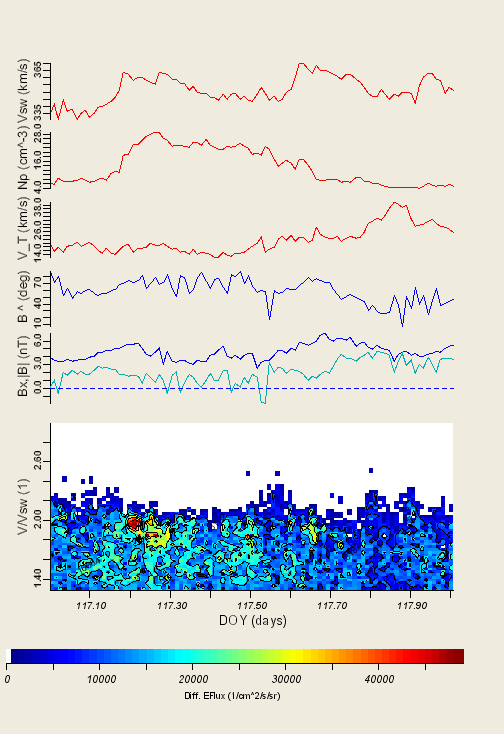 Vsw (km/s)
365
335
Np (cm^-3)
28.0
16.0
4.0
V_T (km/s)
38.0
26.0
14.0
B ^ (deg)
70
40
10
Bx,|B| (nT)
6.0
3.0
0.0
V/Vsw (1)
2.60
2.00
1.40
117.10 117.30 117.50 117.70 117.90
DOY (days)
0 10000 20000 30000 40000
Diff. EFlux (1/cm^2/s/sr)